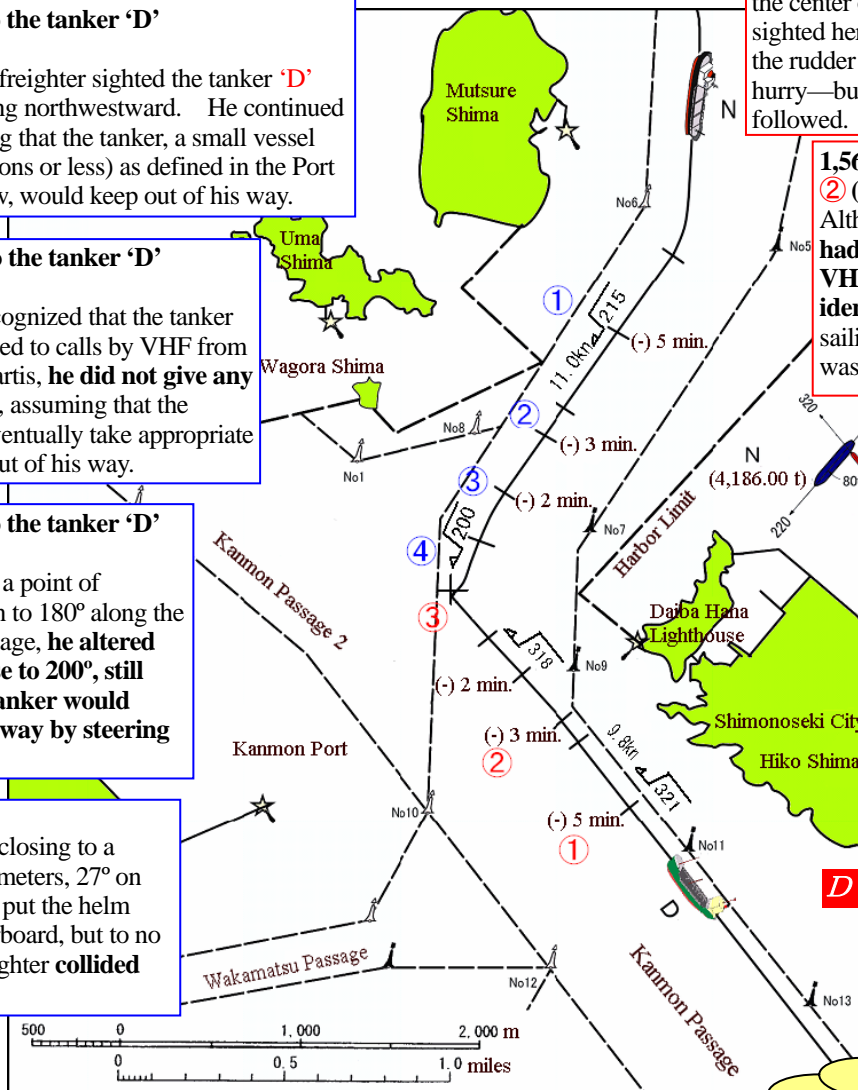 o the tanker ‘D’
freighter sighted the tanker ‘D’
ng northwestward. He continued
g that the tanker, a small vessel
ons or less) as defined in the Port
w, would keep out of his way.
o the tanker ‘D’
cognized that the tanker
ed to calls by VHF from
artis, he did not give any
, assuming that the
ventually take appropriate
ut of his way.
o the tanker ‘D’
a point of
n to 180º along the
age, he altered
e to 200º, still
anker would
way by steering
closing to a
meters, 27º on
put the helm
board, but to no
ghter collided
the center
sighted her
the rudder
hurry—bu
followed.
1,56
② (
Alth
had
VH
iden
saili
was
Mutsure
Shima
N
No6
Uma
Shima
No5
①
215
11.0kn
(-) 5 min.
Wagora Shima
②
No8
(-) 3 min.
No1
320
N
(4,186.00 t)
80º
220
③
(-) 2 min.
200
No7
Harbor Limit
④
Kanmon Passage 2
③
Daiba Hana
Lighthouse
318
No9
(-) 2 min.
Shimonoseki City
(-) 3 min.
②
9.8kn
Kanmon Port
Hiko Shima
321
No10
(-) 5 min.
①
No11
D
D
Wakamatsu Passage
No12
Kanmon Passage
No13
500 0 1,000 2,000 m
0 0.5 1.0 miles